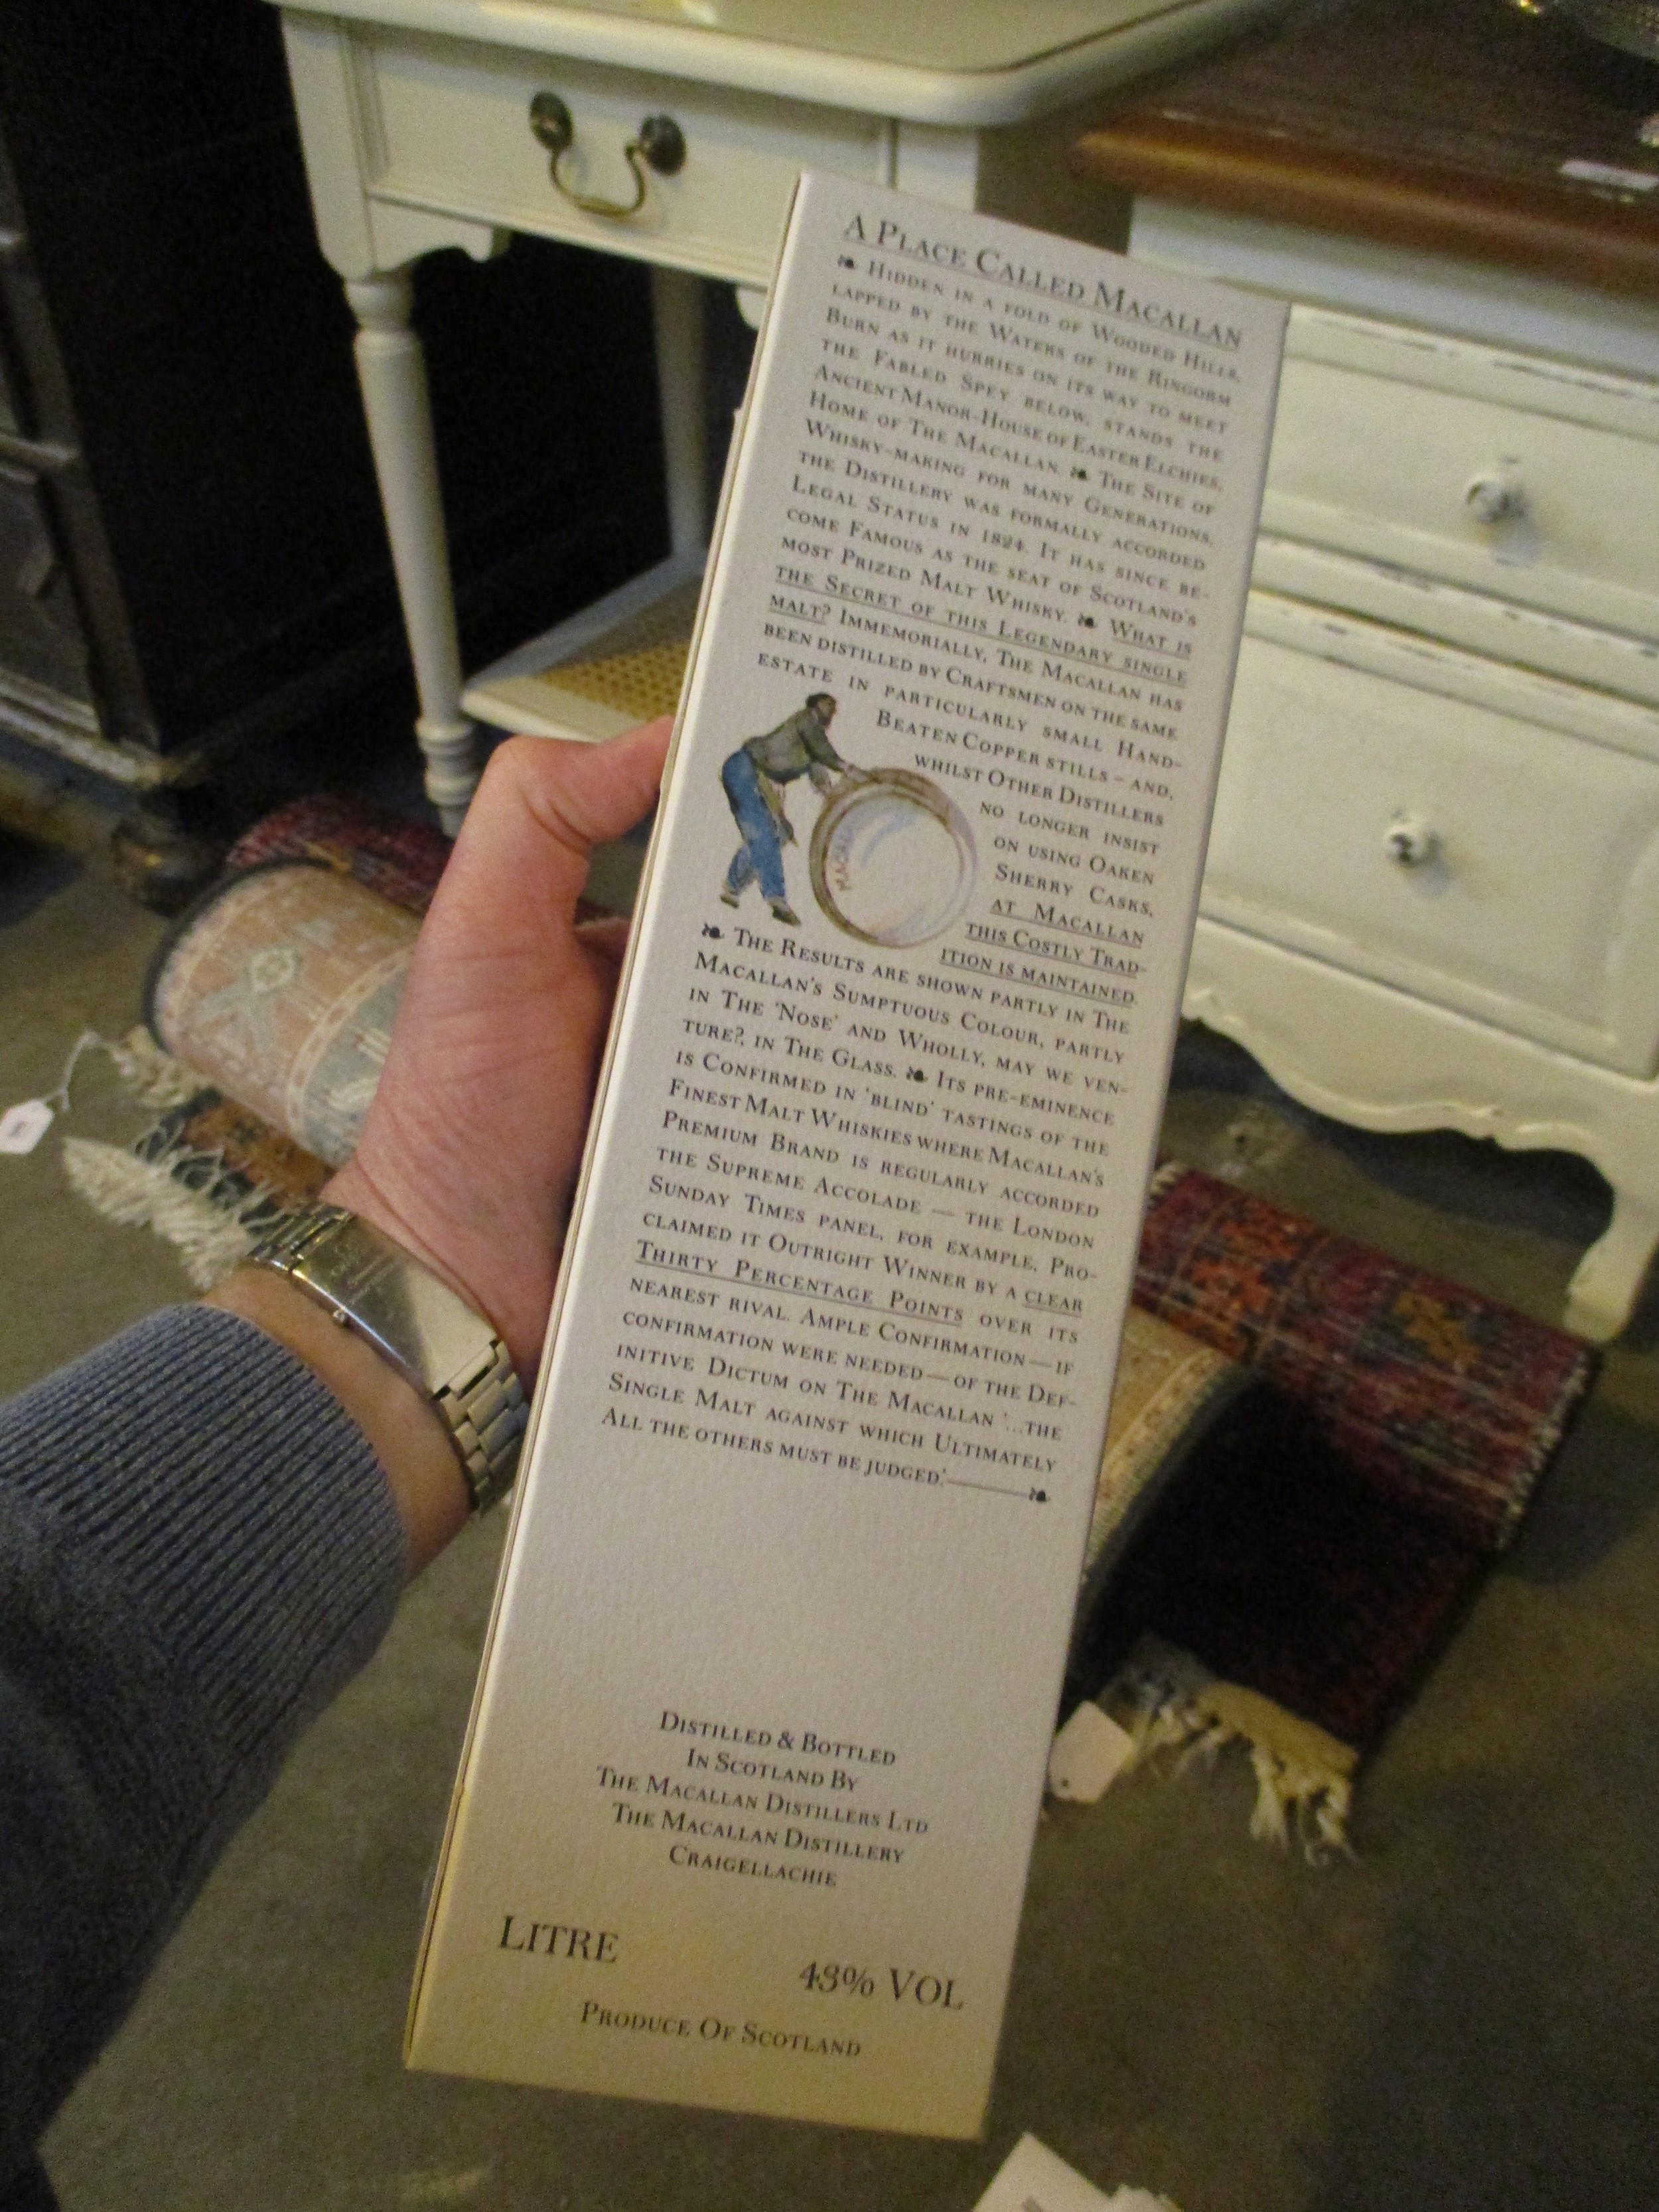 A Place Called Macallan
❧ Hidden in a fold of Wooded Hills,
lapped by the Waters of the Ringorm
Burn as it hurries on its way to meet
the Fabled Spey below, stands the
Ancient Manor-House of Easter Elchies,
Home of The Macallan. ❧ The Site of
Whisky-making for many Generations,
the Distillery was formally accorded
Legal Status in 1824. It has since be-
come Famous as the seat of Scotland's
most Prized Malt Whisky. ❧ What is
the Secret of this Legendary single
malt? Immemorially, The Macallan has
been distilled by Craftsmen on the same
estate in particularly small Hand-
Beaten Copper stills – and,
whilst Other Distillers
no longer insist
on using Oaken
Sherry Casks,
at Macallan
this Costly Trad-
ition is maintained.
MACAL
❧ The Results are shown partly in The
Macallan's Sumptuous Colour, partly
in The 'Nose' and Wholly, may we ven-
ture?, in The Glass. ❧ Its pre-eminence
is Confirmed in 'blind' tastings of the
Finest Malt Whiskies where Macallan's
Premium Brand is regularly accorded
the Supreme Accolade — the London
Sunday Times panel, for example, Pro-
claimed it Outright Winner by a clear
Thirty Percentage Points over its
nearest rival. Ample Confirmation — if
confirmation were needed — of the Def-
initive Dictum on The Macallan '...the
Single Malt against which Ultimately
All the others must be judged.' ❧
Distilled & Bottled
In Scotland By
The Macallan Distillers Ltd
The Macallan Distillery
Craigellachie
Litre
43% Vol
Produce Of Scotland